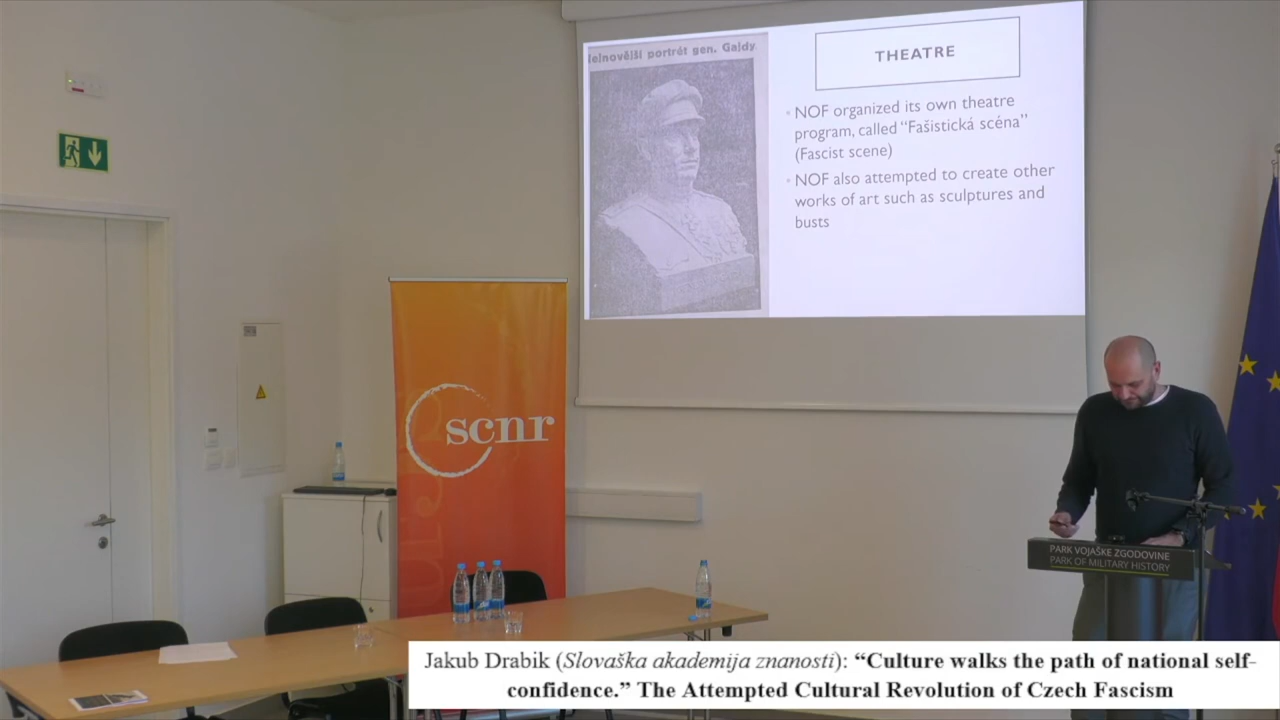 Nejnovější portrét gen. Gajdy
THEATRE
NOF organized its own theatre
program, called “Fašistická scéna”
(Fascist scene)
NOF also attempted to create other
works of art such as sculptures and
busts
scnr
PARK VOJAŠKE ZGODOVINE
PARK OF MILITARY HISTORY
Jakub Drabik (Slovaška akademija znanosti): “Culture walks the path of national self-
confidence.” The Attempted Cultural Revolution of Czech Fascism